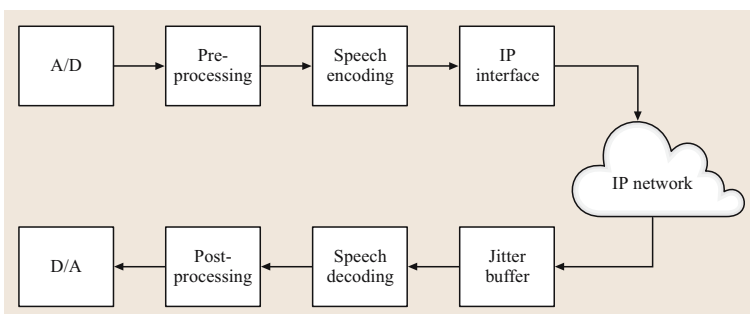 A/D
Pre-
processing
Speech
encoding
IP
interface
IP network
D/A
Post-
processing
Speech
decoding
Jitter
buffer